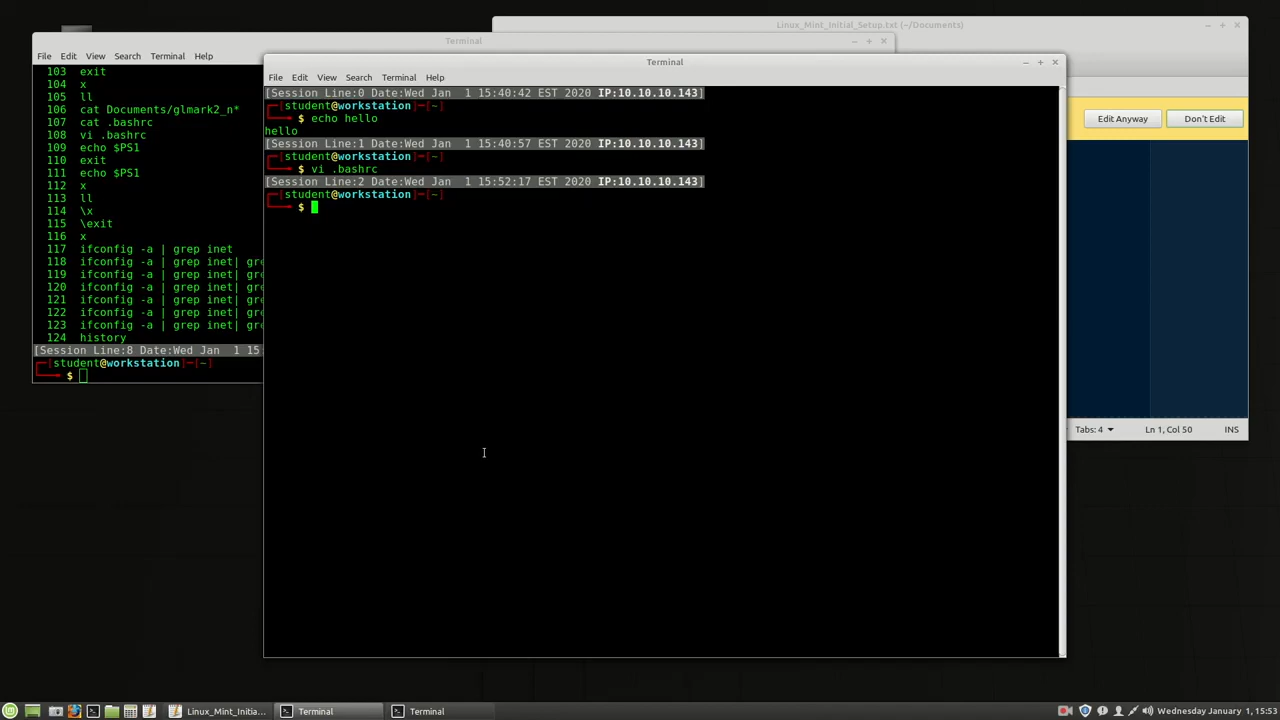 Linux_Mint_Initial_Setup.txt (~/Documents)
Terminal
File Edit View Search Terminal Help
103 exit
104 x
105 ll
106 cat Documents/glmark2_n*
107 cat .bashrc
108 vi .bashrc
109 echo $PS1
110 exit
111 echo $PS1
112 x
113 ll
114 \x
115 \exit
116 x
117 ifconfig -a | grep inet
118 ifconfig -a | grep inet| gre
119 ifconfig -a | grep inet| gre
120 ifconfig -a | grep inet| gre
121 ifconfig -a | grep inet| gre
122 ifconfig -a | grep inet| gre
123 ifconfig -a | grep inet| gre
124 history
[Session Line:8 Date:Wed Jan 1 15
[student@workstation]-[~]
$
Terminal
File Edit View Search Terminal Help
[Session Line:0 Date:Wed Jan 1 15:40:42 EST 2020 IP:10.10.10.143]
[student@workstation]-[~]
$ echo hello
hello
[Session Line:1 Date:Wed Jan 1 15:40:57 EST 2020 IP:10.10.10.143]
[student@workstation]-[~]
$ vi .bashrc
[Session Line:2 Date:Wed Jan 1 15:52:17 EST 2020 IP:10.10.10.143]
[student@workstation]-[~]
$
Edit Anyway Don't Edit
Tabs: 4 Ln 1, Col 50 INS
Linux_Mint_Initia... Terminal Terminal Wednesday January 1, 15:53